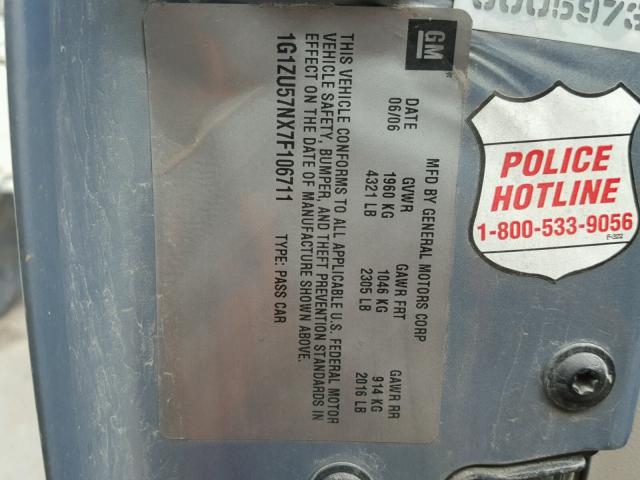 GM
MFD BY GENERAL MOTORS CORP
DATE GVWR GAWR FRT GAWR RR
06/06 1960 KG 1046 KG 914 KG
4321 LB 2305 LB 2016 LB
THIS VEHICLE CONFORMS TO ALL APPLICABLE U.S. FEDERAL MOTOR
VEHICLE SAFETY, BUMPER, AND THEFT PREVENTION STANDARDS IN
EFFECT ON THE DATE OF MANUFACTURE SHOWN ABOVE.
1G1ZU57NX7F106711 TYPE: PASS CAR
POLICE
HOTLINE
1-800-533-9056